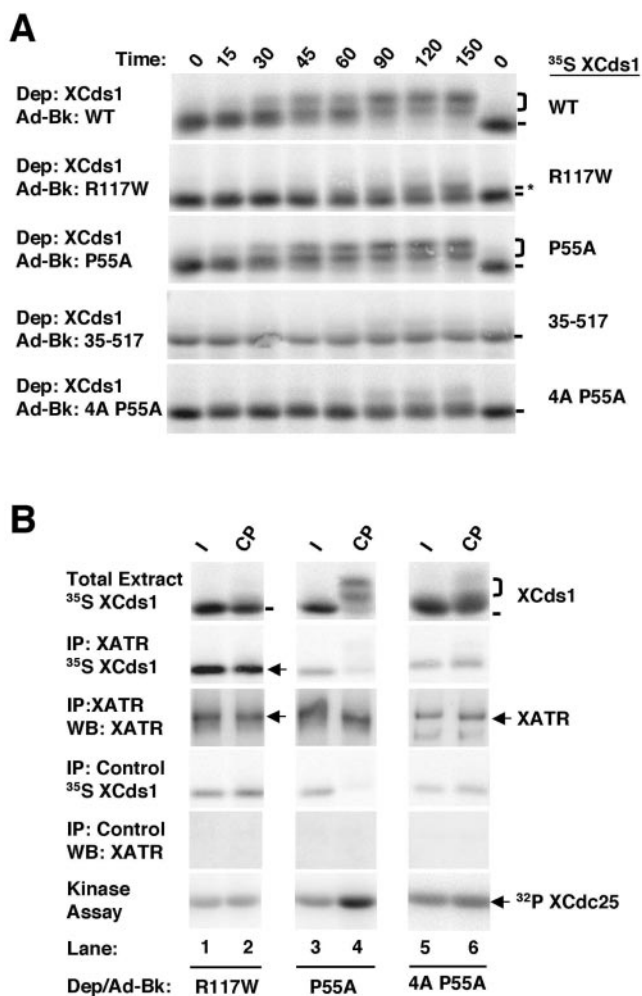 A
Time: 0 15 30 45 60 90 120 150 0 35S XCds1
Dep: XCds1
Ad-Bk: WT
WT
Dep: XCds1
Ad-Bk: R117W
R117W
*
Dep: XCds1
Ad-Bk: P55A
P55A
Dep: XCds1
Ad-Bk: 35-517
35-517
Dep: XCds1
Ad-Bk: 4A P55A
4A P55A
B
I CP I CP I CP
Total Extract
35S XCds1
XCds1
IP: XATR
35S XCds1
IP:XATR
WB: XATR
XATR
IP: Control
35S XCds1
IP: Control
WB: XATR
Kinase
Assay
32P XCdc25
Lane: 1 2 3 4 5 6
Dep/Ad-Bk: R117W P55A 4A P55A